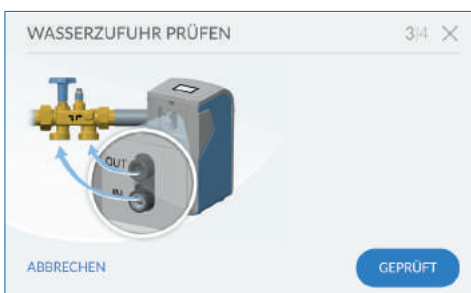 WASSERZUFUHR PRÜFEN
3|4
OUT
IN
ABBRECHEN
GEPRÜFT